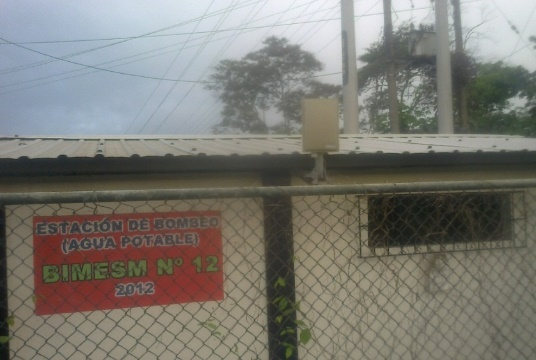 ESTACIÓN DE BOMBEO
(AGUA POTABLE)
BIMESM Nº 12
2012